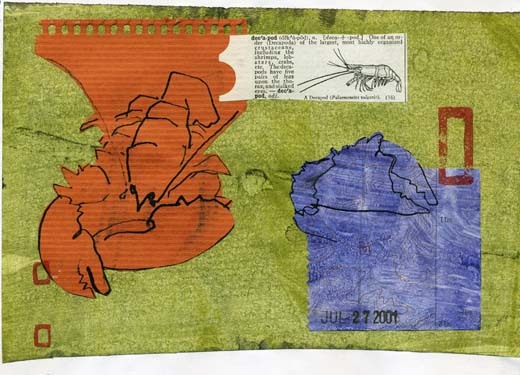 dec'a·pod (dĕk'á-pŏd), n. [deca- + -pod.] One of an or-
der (Decapoda) of the largest, most highly organized
crustaceans,
including the
shrimps, lob-
sters, crabs,
etc. The deca-
pods have five
pairs of legs
upon the tho-
rax, and stalked
eyes. — dec'a-
pod, adj.
A Decapod (Palæmonetes vulgaris). (⅔)
JUL 27 2001